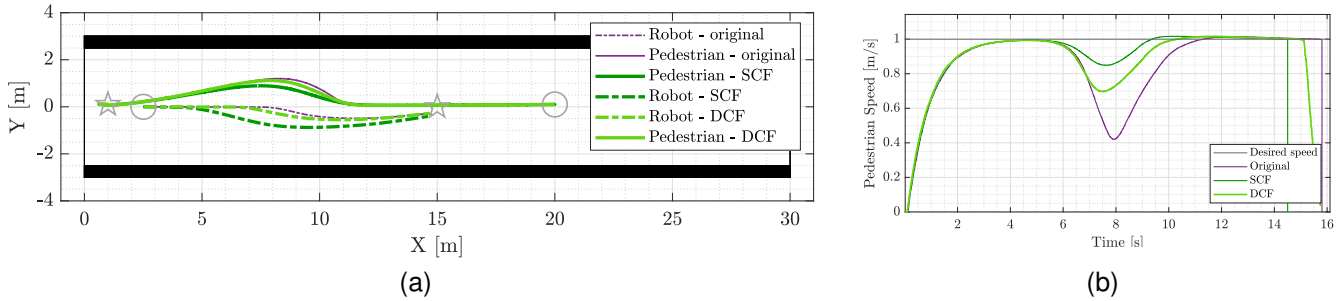 4
2
0
-2
-4
Y [m]
0
5
10
15
20
25
30
X [m]
Robot - original
Pedestrian - original
Pedestrian - SCF
Robot - SCF
Robot - DCF
Pedestrian - DCF
(a)
Pedestrian Speed [m/s]
1
0.8
0.6
0.4
0.2
0
2
4
6
8
10
12
14
16
Time [s]
Desired speed
Original
SCF
DCF
(b)